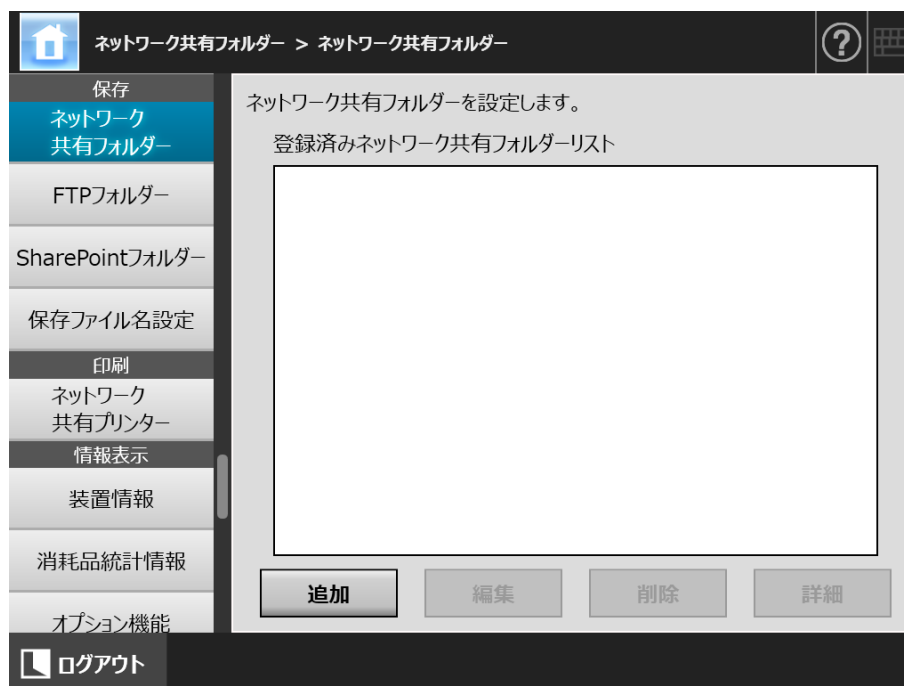 ネットワーク共有フォルダー > ネットワーク共有フォルダー
保存
ネットワーク
共有フォルダー
FTPフォルダー
SharePointフォルダー
保存ファイル名設定
印刷
ネットワーク
共有プリンター
情報表示
装置情報
消耗品統計情報
オプション機能
ネットワーク共有フォルダーを設定します。
登録済みネットワーク共有フォルダーリスト
追加
編集
削除
詳細
ログアウト